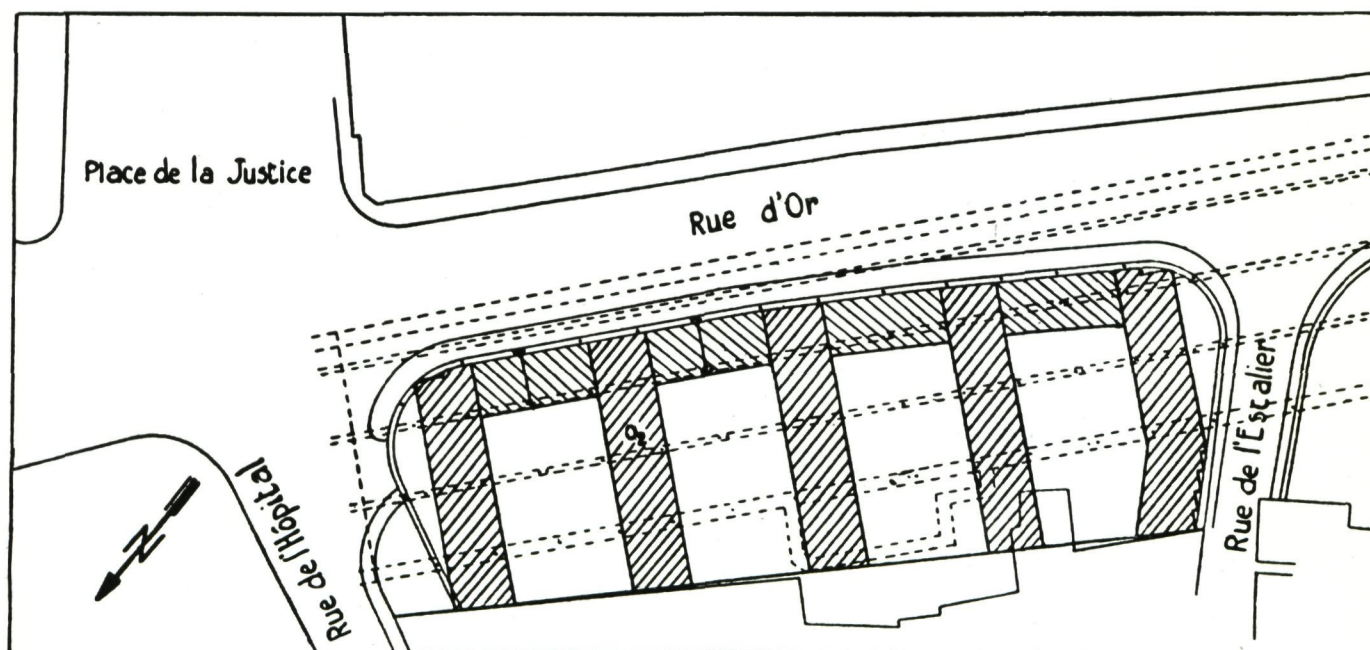 Place de la Justice
Rue d'Or
Rue de l'Hôpital
Rue de l'Escalier
N